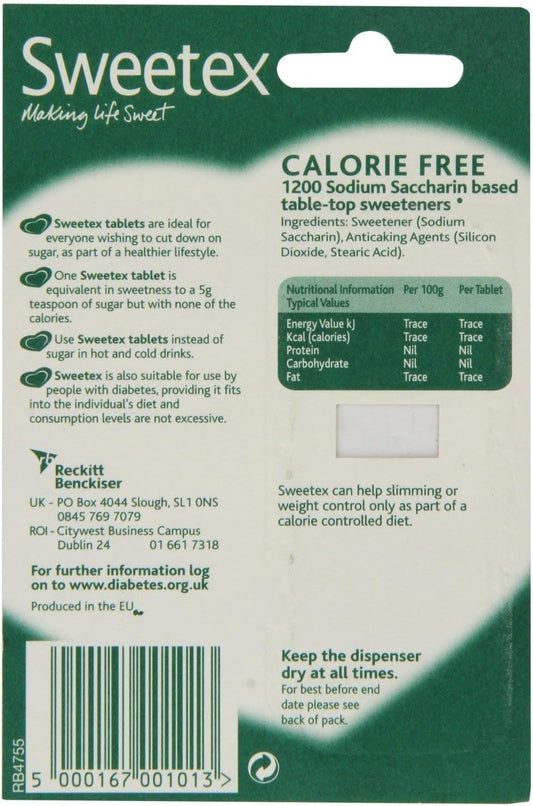 Sweetex
Making Life Sweet
Sweetex tablets are ideal for
everyone wishing to cut down on
sugar, as part of a healthier lifestyle.
One Sweetex tablet is
equivalent in sweetness to a 5g
teaspoon of sugar but with none of the
calories.
Use Sweetex tablets instead of
sugar in hot and cold drinks.
Sweetex is also suitable for use by
people with diabetes, providing it fits
into the individual's diet and
consumption levels are not excessive.
Reckitt
Benckiser
UK - PO Box 4044 Slough, SL1 0NS
0845 769 7079
ROI - Citywest Business Campus
Dublin 24 01 661 7318
For further information log
on to www.diabetes.org.uk
Produced in the EU
RB4755
5 000167 001013 >
CALORIE FREE
1200 Sodium Saccharin based
table-top sweeteners •
Ingredients: Sweetener (Sodium
Saccharin), Anticaking Agents (Silicon
Dioxide, Stearic Acid).
Nutritional Information Per 100g Per Tablet
Typical Values
Energy Value kJ Trace Trace
Kcal (calories) Trace Trace
Protein Nil Nil
Carbohydrate Nil Nil
Fat Trace Trace
Sweetex can help slimming or
weight control only as part of a
calorie controlled diet.
Keep the dispenser
dry at all times.
For best before end
date please see
back of pack.